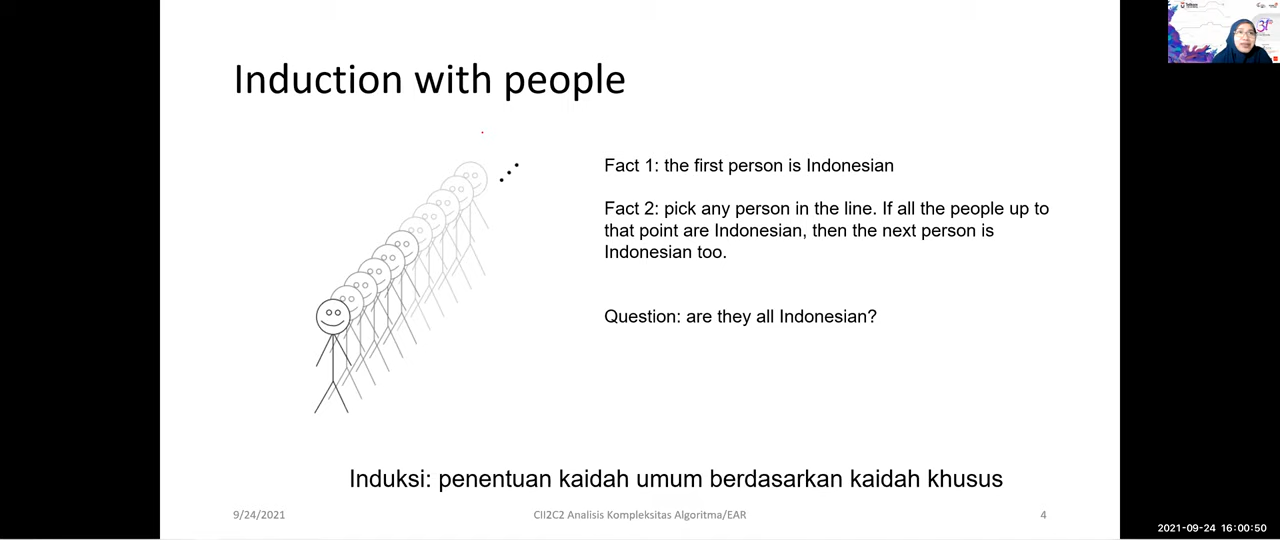 Induction with people
Fact 1: the first person is Indonesian
Fact 2: pick any person in the line. If all the people up to
that point are Indonesian, then the next person is
Indonesian too.
Question: are they all Indonesian?
Induksi: penentuan kaidah umum berdasarkan kaidah khusus
9/24/2021
CII2C2 Analisis Kompleksitas Algoritma/EAR
4
2021-09-24 16:00:50